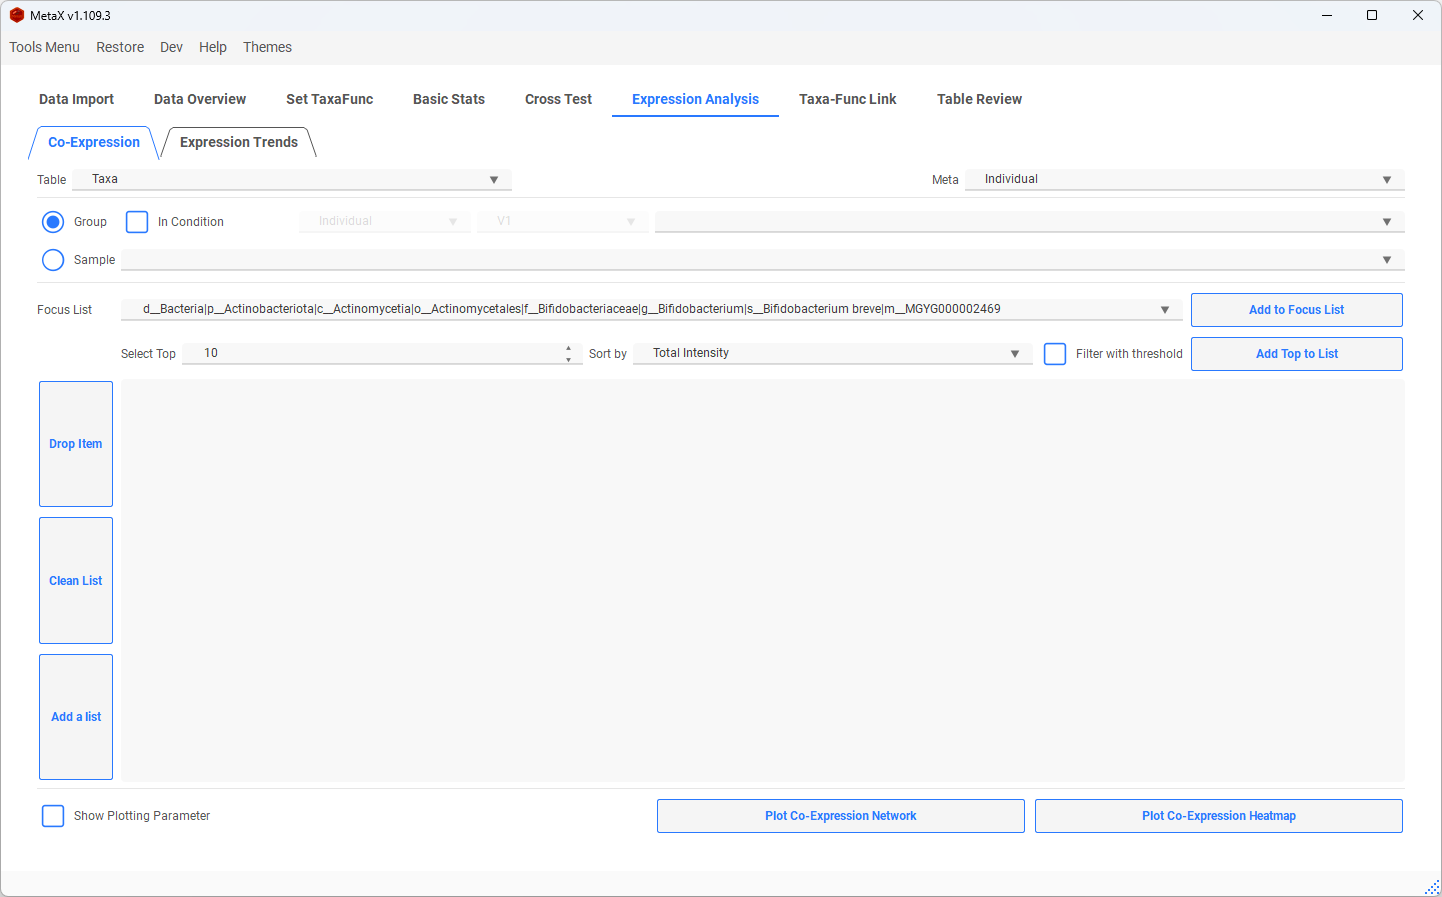 MetaX v1.109.3
Tools Menu Restore Dev Help Themes
Data Import Data Overview Set TaxaFunc Basic Stats Cross Test Expression Analysis Taxa-Func Link Table Review
Co-Expression Expression Trends
Table Taxa Meta Individual
Group In Condition Individual V1
Sample
Focus List d__Bacteria|p__Actinobacteriota|c__Actinomycetia|o__Actinomycetales|f__Bifidobacteriaceae|g__Bifidobacterium|s__Bifidobacterium breve|m__MGYG000002469 Add to Focus List
Select Top 10 Sort by Total Intensity Filter with threshold Add Top to List
Drop Item
Clean List
Add a list
Show Plotting Parameter Plot Co-Expression Network Plot Co-Expression Heatmap